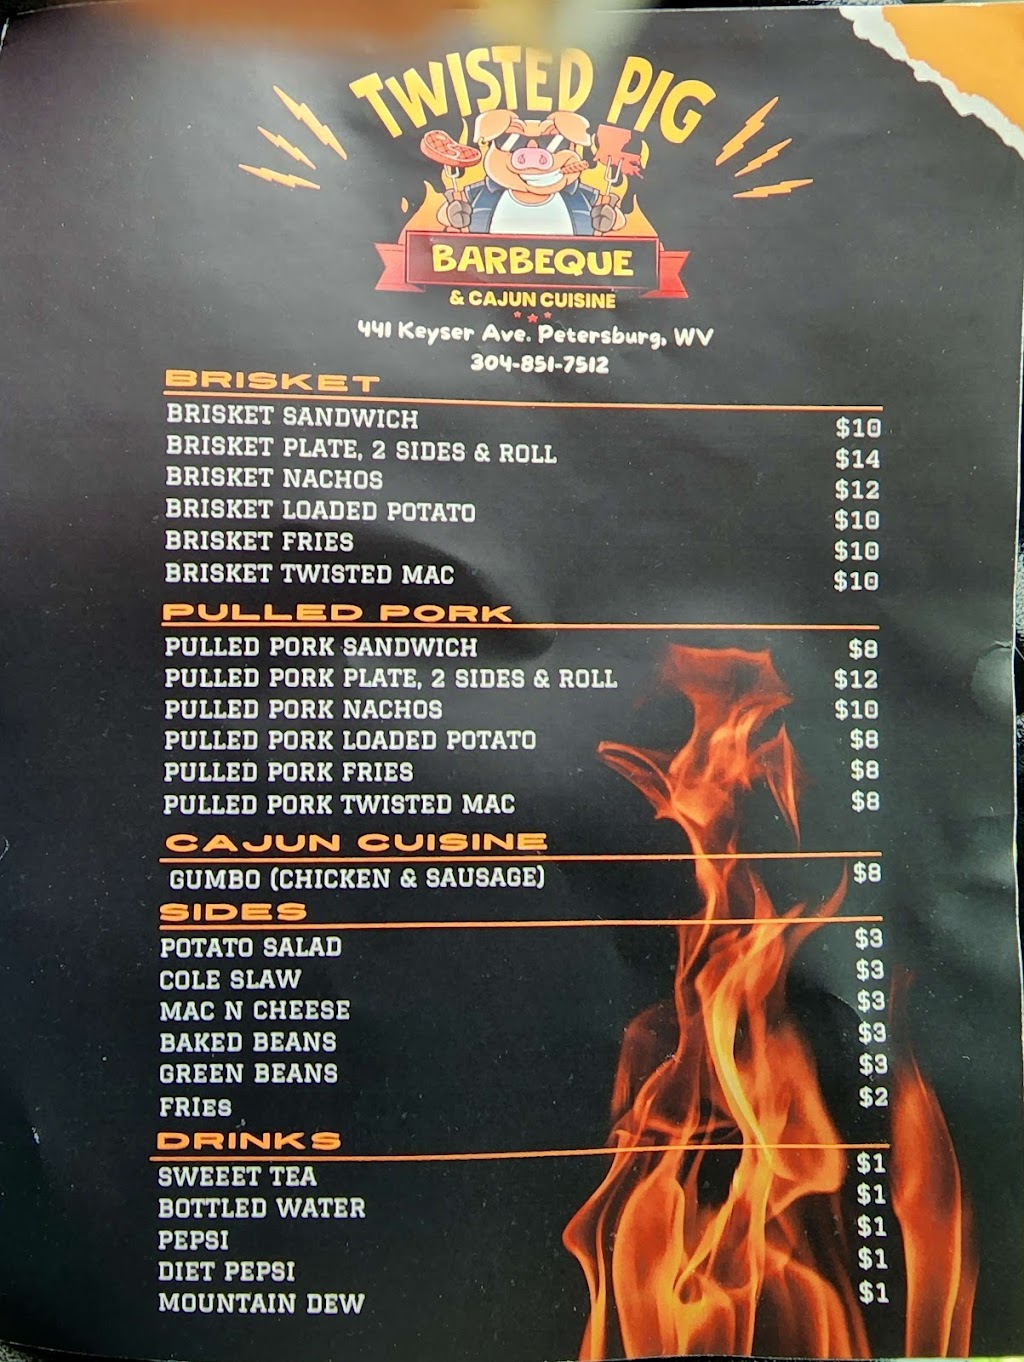 TWISTED PIG
BARBEQUE
& CAJUN CUISINE
441 Keyser Ave. Petersburg, WV
304-851-7512
BRISKET
BRISKET SANDWICH $10
BRISKET PLATE, 2 SIDES & ROLL $14
BRISKET NACHOS $12
BRISKET LOADED POTATO $10
BRISKET FRIES $10
BRISKET TWISTED MAC $10
PULLED PORK
PULLED PORK SANDWICH $8
PULLED PORK PLATE, 2 SIDES & ROLL $12
PULLED PORK NACHOS $10
PULLED PORK LOADED POTATO $8
PULLED PORK FRIES $8
PULLED PORK TWISTED MAC $8
CAJUN CUISINE
GUMBO (CHICKEN & SAUSAGE) $8
SIDES
POTATO SALAD $3
COLE SLAW $3
MAC N CHEESE $3
BAKED BEANS $3
GREEN BEANS $3
FRIES $2
DRINKS
SWEEET TEA $1
BOTTLED WATER $1
PEPSI $1
DIET PEPSI $1
MOUNTAIN DEW $1